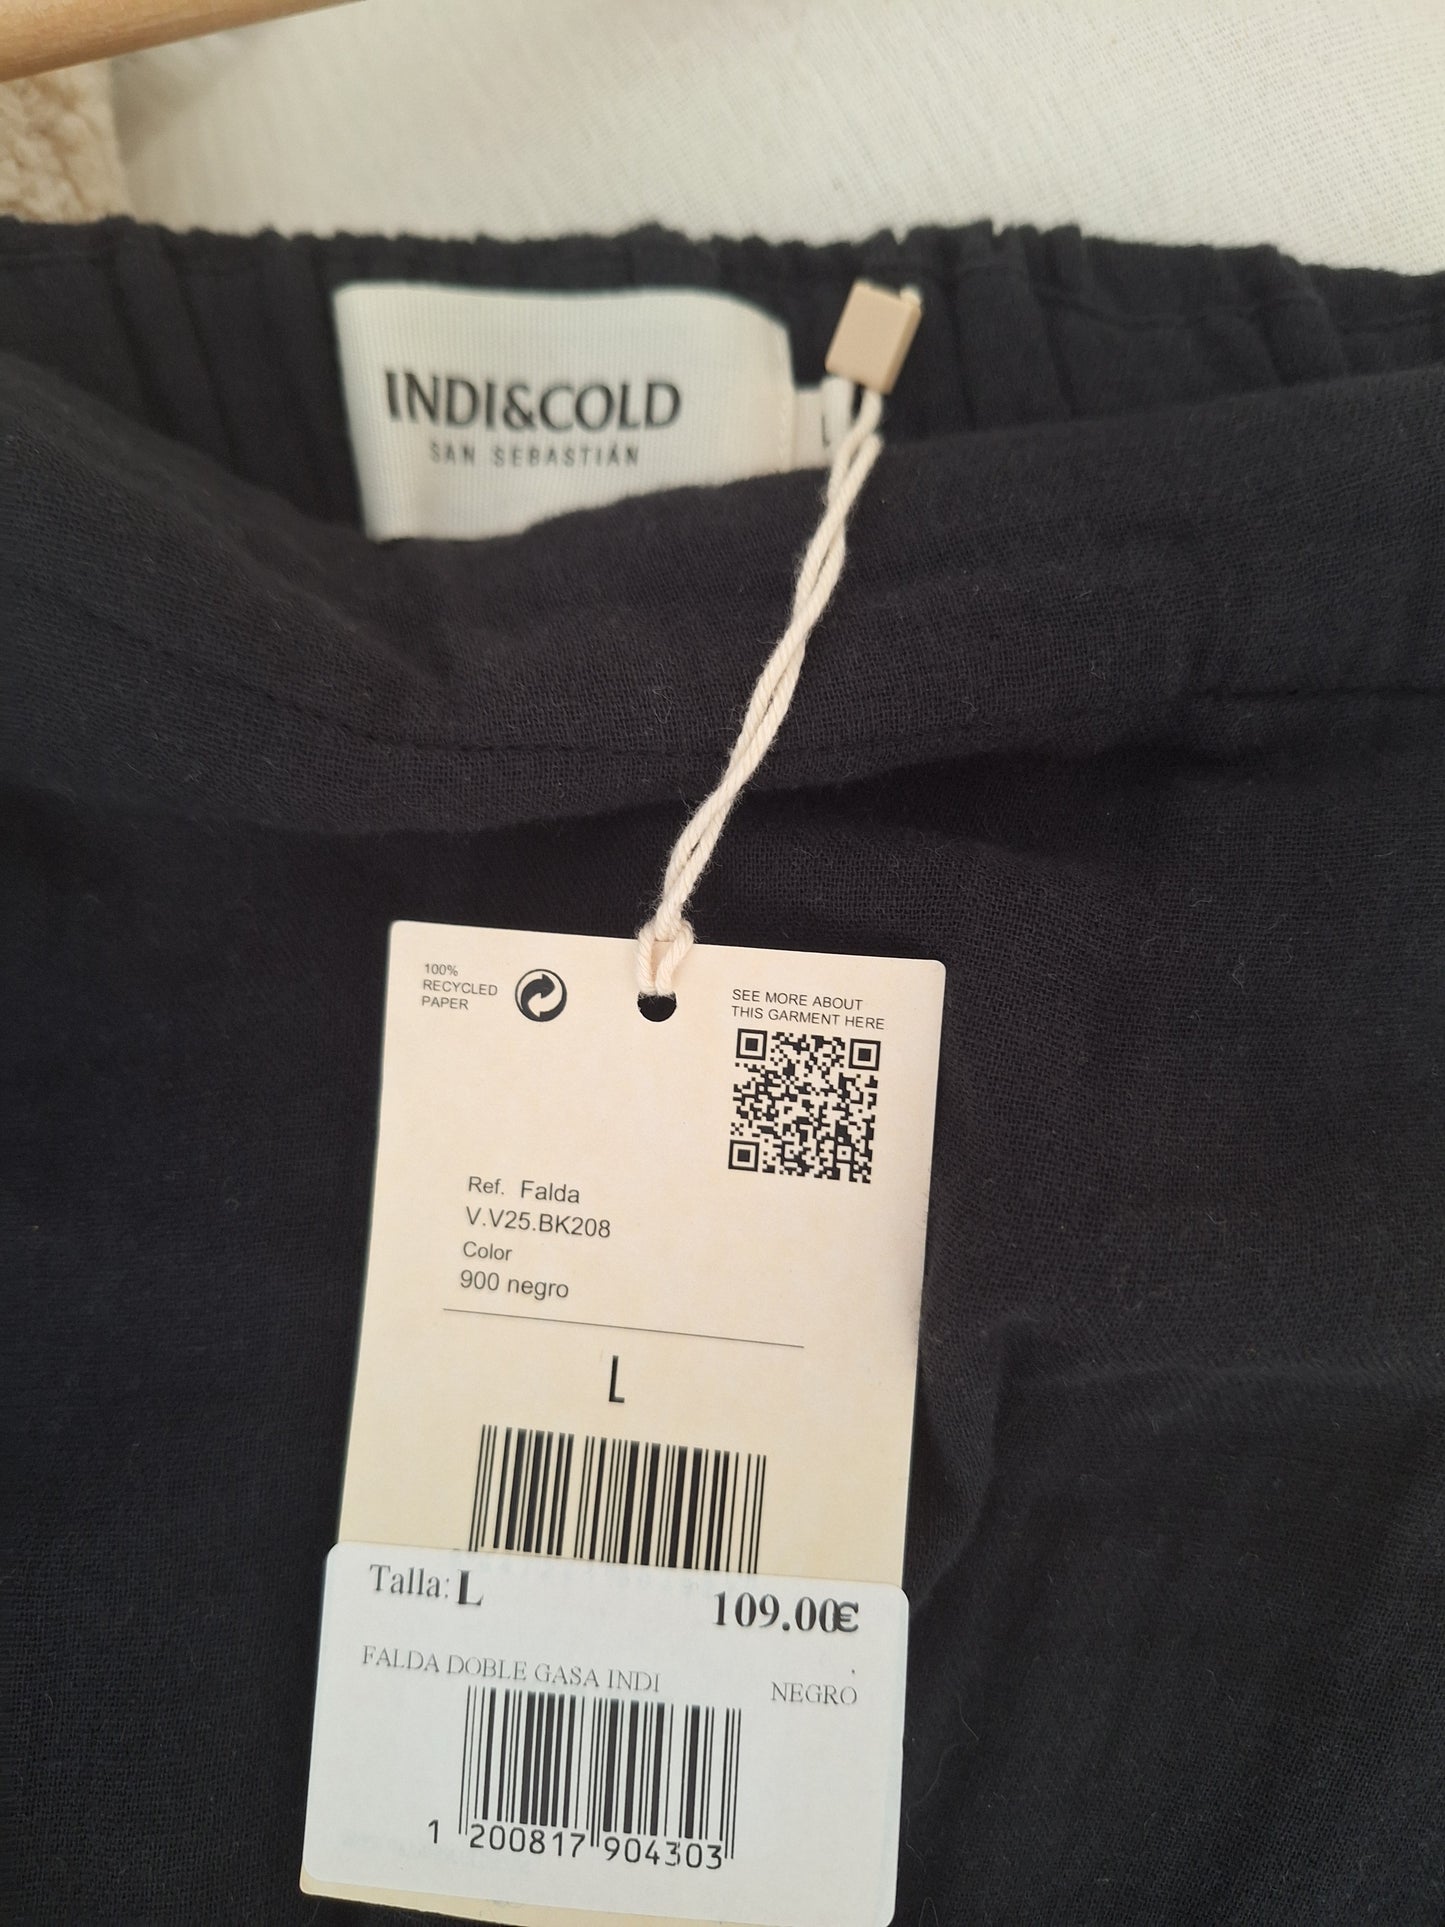 INDI&COLD
SAN SEBASTIÁN
L
100%
RECYCLED
PAPER
SEE MORE ABOUT
THIS GARMENT HERE
Ref. Falda
V.V25.BK208
Color
900 negro
L
Talla: L
109.00€
FALDA DOBLE GASA INDI
NEGRO
1 200817 904303